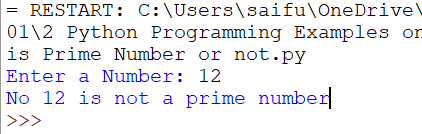 = RESTART: C:\Users\saifu\OneDrive\
01\2 Python Programming Examples on
is Prime Number or not.py
Enter a Number: 12
No 12 is not a prime number
>>>